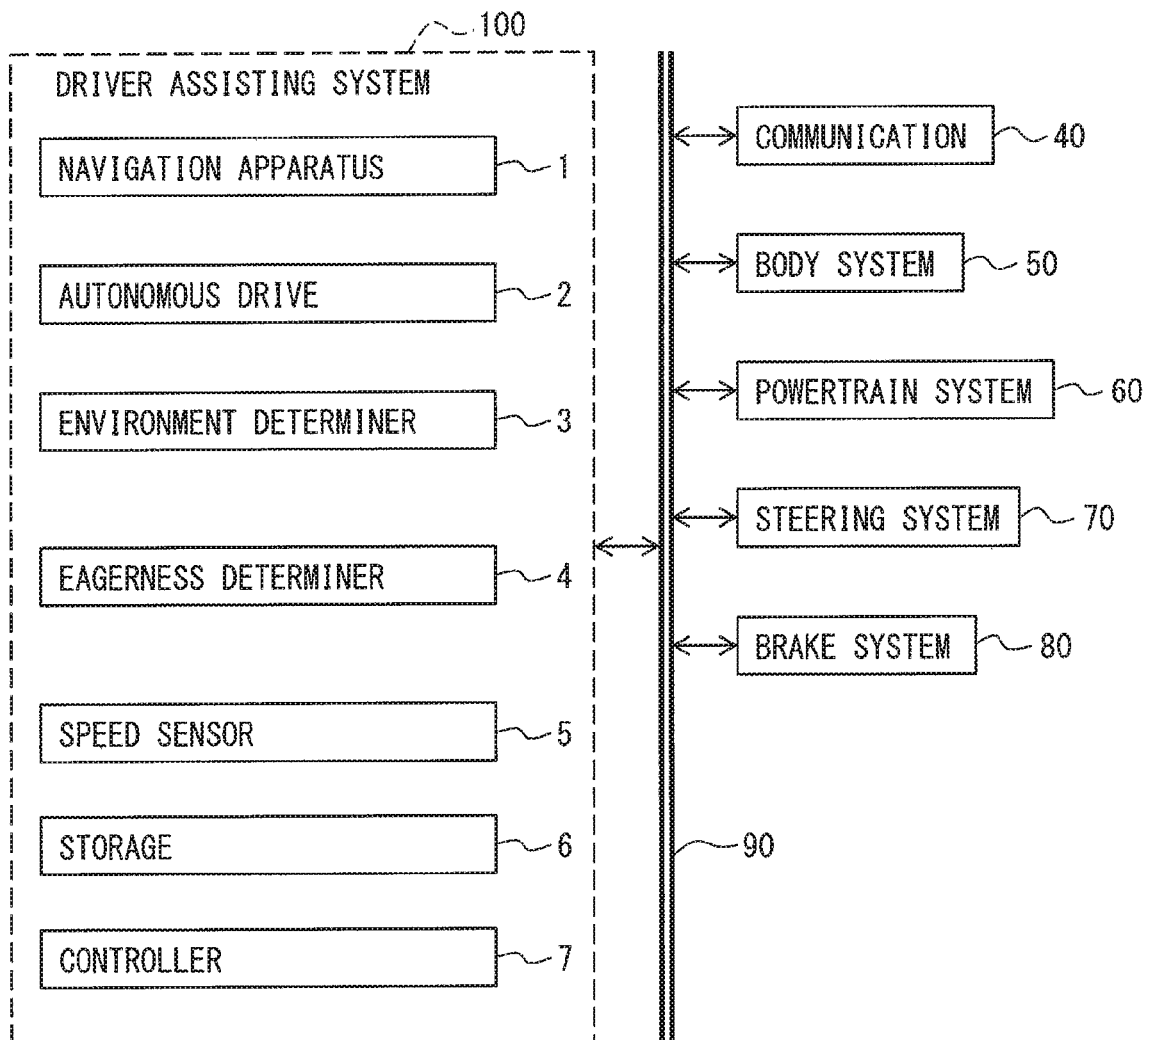 100
DRIVER ASSISTING SYSTEM
NAVIGATION APPARATUS 1
AUTONOMOUS DRIVE 2
ENVIRONMENT DETERMINER 3
EAGERNESS DETERMINER 4
SPEED SENSOR 5
STORAGE 6
CONTROLLER 7
COMMUNICATION 40
BODY SYSTEM 50
POWERTRAIN SYSTEM 60
STEERING SYSTEM 70
BRAKE SYSTEM 80
90